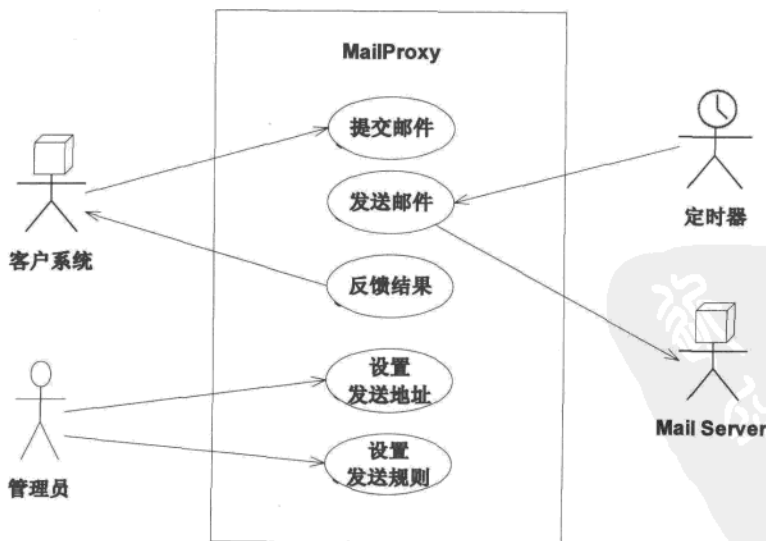 MailProxy
提交邮件
发送邮件
定时器
客户系统
反馈结果
设置
发送地址
Mail Server
设置
发送规则
管理员